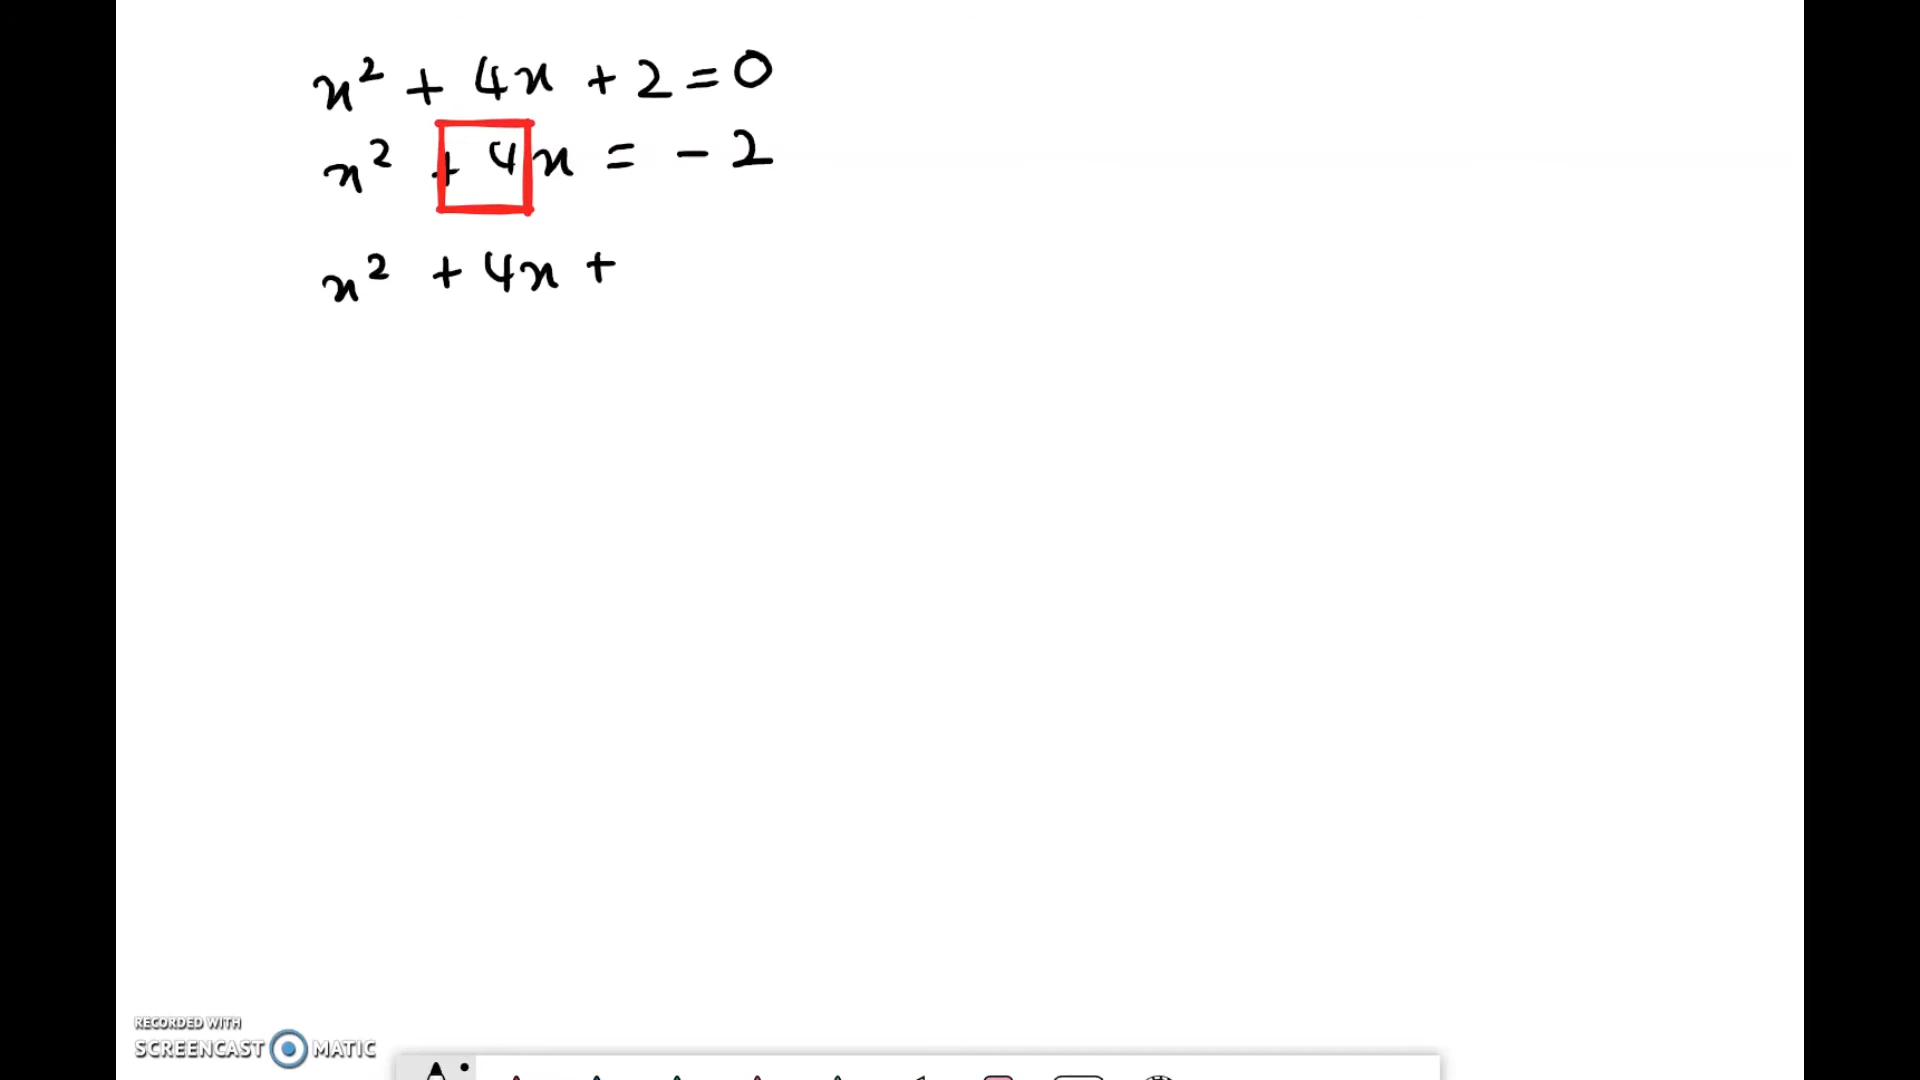 x² + 4x + 2 = 0
x² + 4x = - 2
x² + 4x +
RECORDED WITH
SCREENCAST MATIC